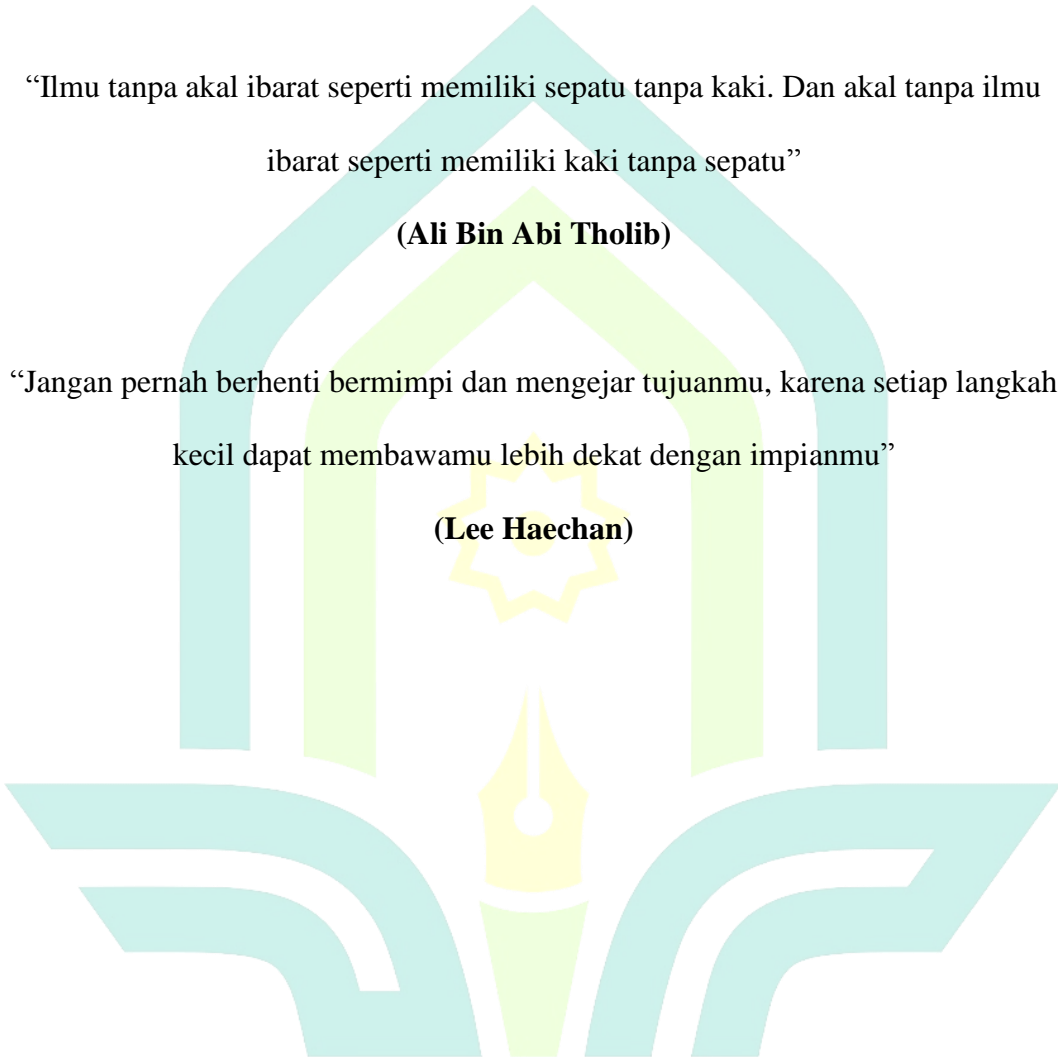 “Ilmu tanpa akal ibarat seperti memiliki sepatu tanpa kaki. Dan akal tanpa ilmu
ibarat seperti memiliki kaki tanpa sepatu”
(Ali Bin Abi Tholib)
“Jangan pernah berhenti bermimpi dan mengejar tujuanmu, karena setiap langkah
kecil dapat membawamu lebih dekat dengan impianmu”
(Lee Haechan)